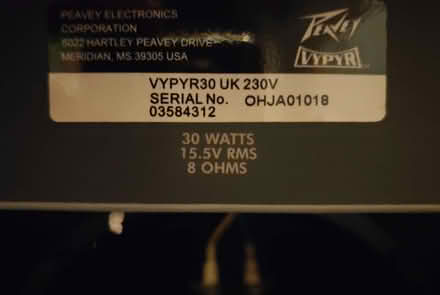 PEAVEY ELECTRONICS
CORPORATION
5022 HARTLEY PEAVEY DRIVE
MERIDIAN, MS 39305 USA
PEAVEY
VYPYR
VYPYR30 UK 230V
SERIAL No. OHJA01018
03584312
30 WATTS
15.5V RMS
8 OHMS